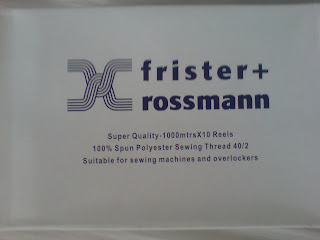 frister+
rossmann
Super Quality-1000mtrsX10 Reels
100% Spun Polyester Sewing Thread 40/2
Suitable for sewing machines and overlockers